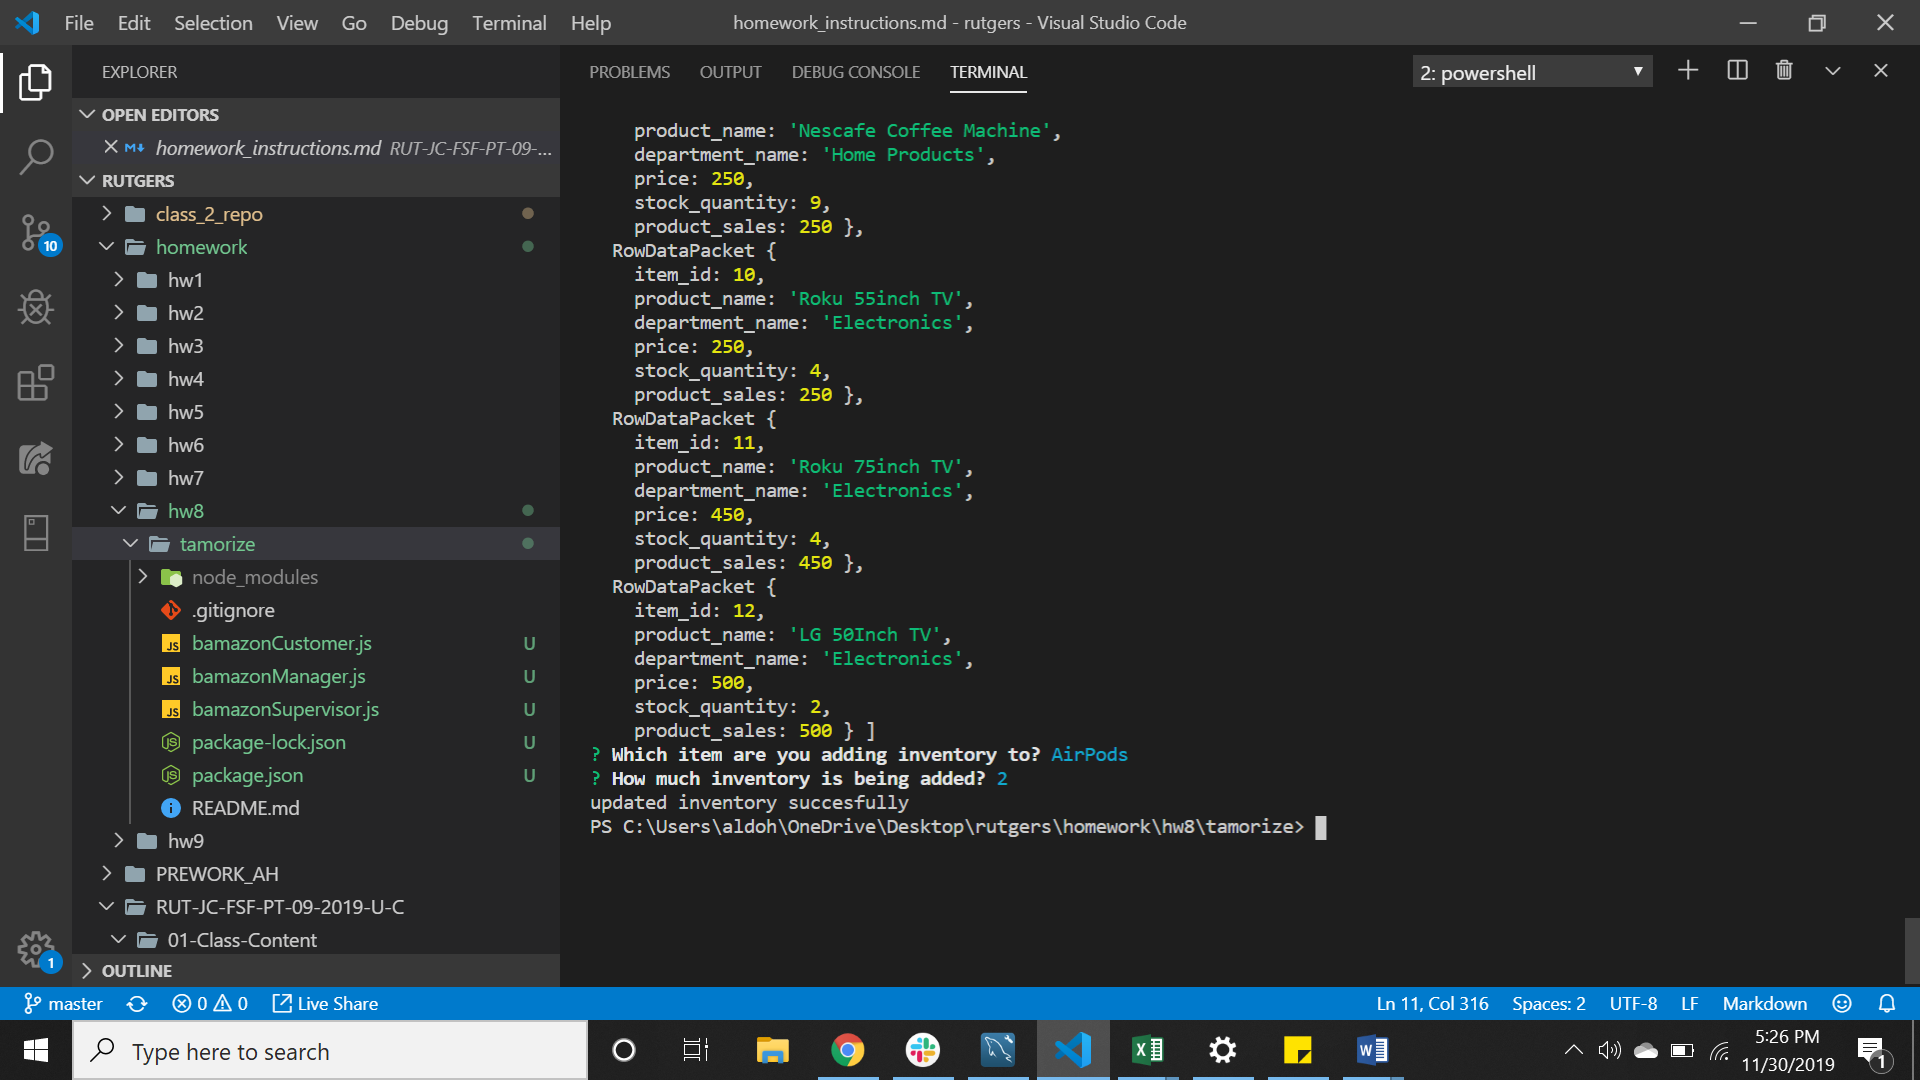 File Edit Selection View Go Debug Terminal Help
homework_instructions.md - rutgers - Visual Studio Code
EXPLORER
OPEN EDITORS
homework_instructions.md RUT-JC-FSF-PT-09-...
RUTGERS
class_2_repo
homework
hw1
hw2
hw3
hw4
hw5
hw6
hw7
hw8
tamorize
node_modules
.gitignore
bamazonCustomer.js U
bamazonManager.js U
bamazonSupervisor.js U
package-lock.json U
package.json U
README.md
hw9
PREWORK_AH
RUT-JC-FSF-PT-09-2019-U-C
01-Class-Content
OUTLINE
10
1
PROBLEMS OUTPUT DEBUG CONSOLE TERMINAL
2: powershell
product_name: 'Nescafe Coffee Machine',
department_name: 'Home Products',
price: 250,
stock_quantity: 9,
product_sales: 250 },
RowDataPacket {
item_id: 10,
product_name: 'Roku 55inch TV',
department_name: 'Electronics',
price: 250,
stock_quantity: 4,
product_sales: 250 },
RowDataPacket {
item_id: 11,
product_name: 'Roku 75inch TV',
department_name: 'Electronics',
price: 450,
stock_quantity: 4,
product_sales: 450 },
RowDataPacket {
item_id: 12,
product_name: 'LG 50Inch TV',
department_name: 'Electronics',
price: 500,
stock_quantity: 2,
product_sales: 500 } ]
? Which item are you adding inventory to? AirPods
? How much inventory is being added? 2
updated inventory succesfully
PS C:\Users\aldoh\OneDrive\Desktop\rutgers\homework\hw8\tamorize>
master 0 0 Live Share
Ln 11, Col 316 Spaces: 2 UTF-8 LF Markdown
Type here to search
5:26 PM
11/30/2019
1